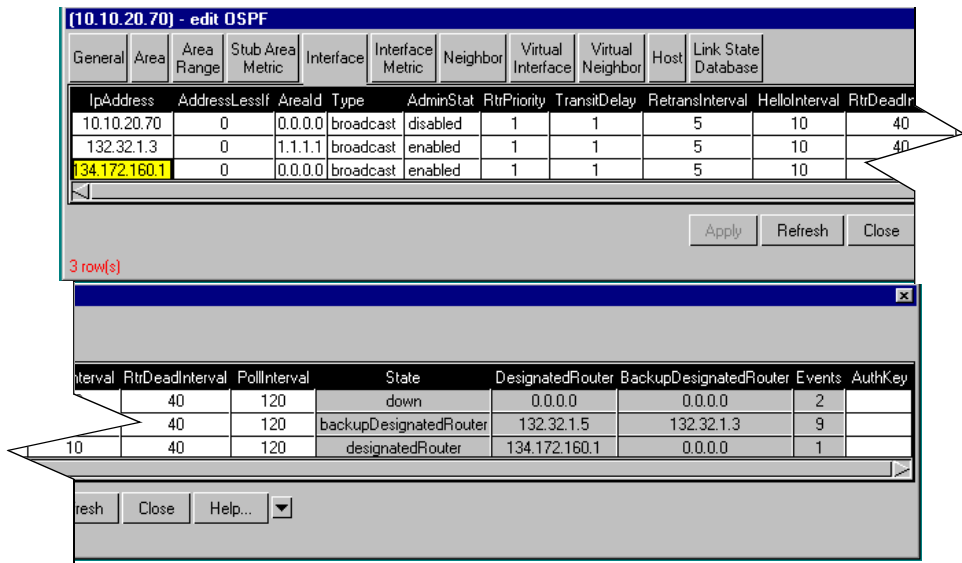 (10.10.20.70) - edit OSPF
General Area Area Range Stub Area Metric Interface Interface Metric Neighbor Virtual Interface Virtual Neighbor Host Link State Database
IpAddress AddressLessIf AreaId Type AdminStat RtrPriority TransitDelay RetransInterval HelloInterval RtrDeadIn
10.10.20.70 0 0.0.0.0 broadcast disabled 1 1 5 10 40
132.32.1.3 0 1.1.1.1 broadcast enabled 1 1 5 10 40
134.172.160.1 0 0.0.0.0 broadcast enabled 1 1 5 10
Apply Refresh Close
3 row(s)
nterval RtrDeadInterval PollInterval State DesignatedRouter BackupDesignatedRouter Events AuthKey
40 120 down 0.0.0.0 0.0.0.0 2
40 120 backupDesignatedRouter 132.32.1.5 132.32.1.3 9
10 40 120 designatedRouter 134.172.160.1 0.0.0.0 1
resh Close Help...